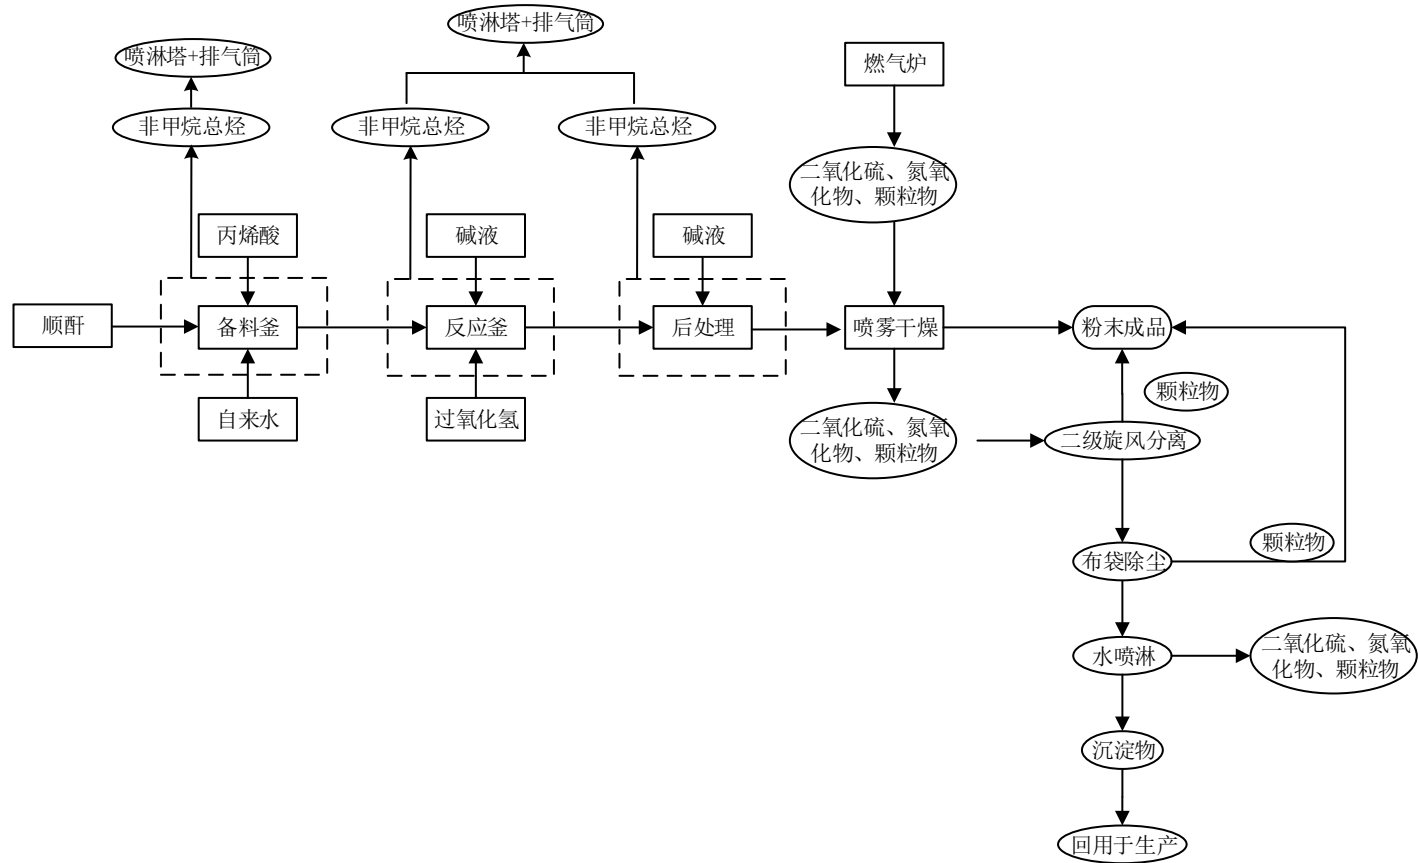 喷淋塔+排气筒
喷淋塔+排气筒
燃气炉
非甲烷总烃
非甲烷总烃
非甲烷总烃
二氧化硫、氮氧
化物、颗粒物
丙烯酸
碱液
碱液
顺酐
备料釜
反应釜
后处理
喷雾干燥
粉末成品
颗粒物
自来水
过氧化氢
二氧化硫、氮氧
化物、颗粒物
二级旋风分离
颗粒物
布袋除尘
水喷淋
二氧化硫、氮氧
化物、颗粒物
沉淀物
回用于生产